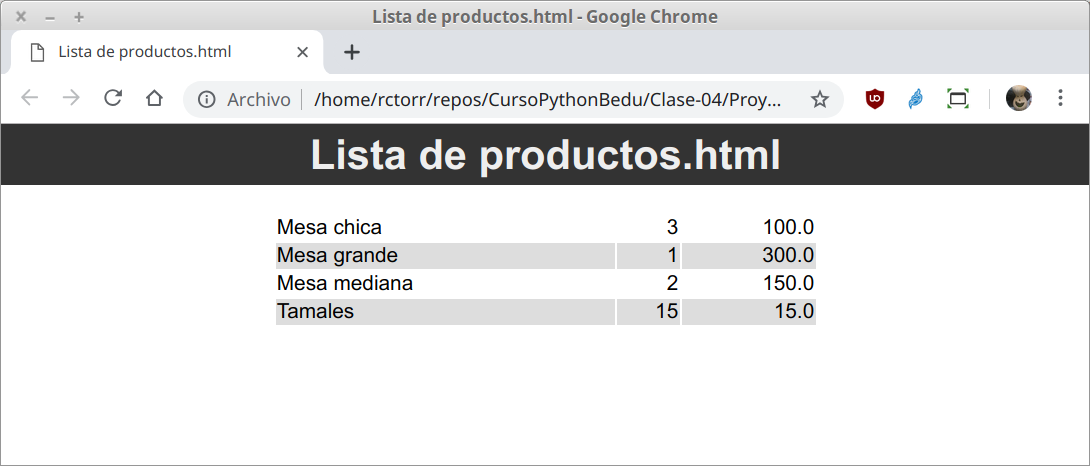 Lista de productos.html - Google Chrome
Lista de productos.html
Archivo /home/rctorr/repos/CursoPythonBedu/Clase-04/Proy...
Lista de productos.html
Mesa chica 3 100.0
Mesa grande 1 300.0
Mesa mediana 2 150.0
Tamales 15 15.0